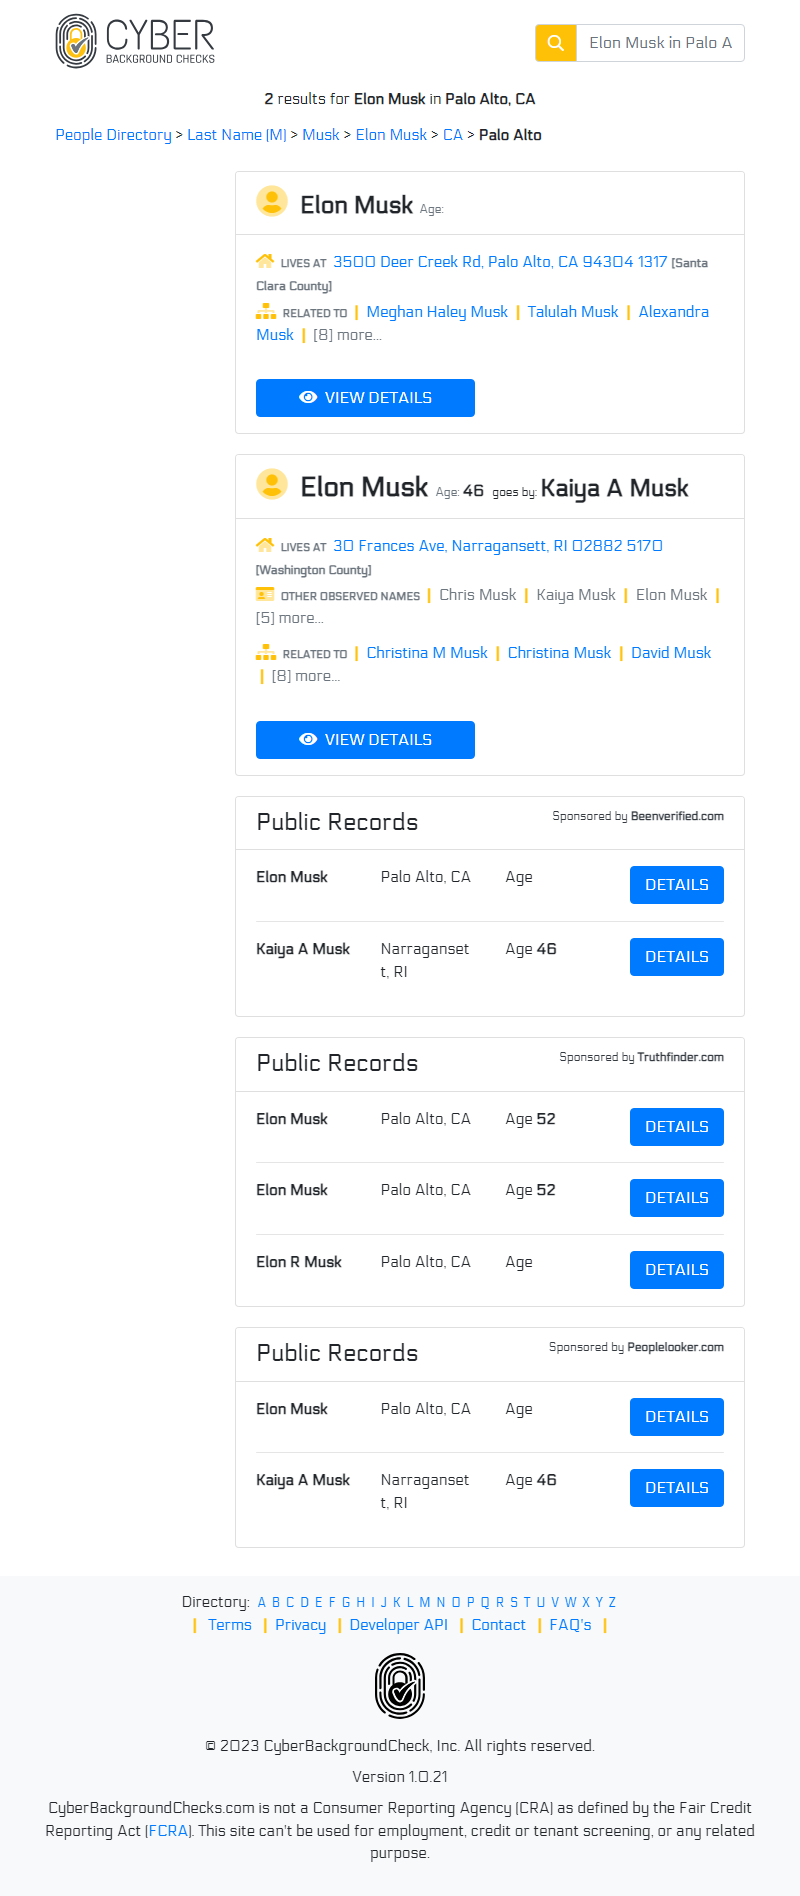 CYBER
BACKGROUND CHECKS
Elon Musk in Palo A
2 results for Elon Musk in Palo Alto, CA
People Directory > Last Name (M) > Musk > Elon Musk > CA > Palo Alto
Elon Musk Age:
LIVES AT 3500 Deer Creek Rd, Palo Alto, CA 94304 1317 [Santa
Clara County]
RELATED TO | Meghan Haley Musk | Talulah Musk | Alexandra
Musk | [8] more...
VIEW DETAILS
Elon Musk Age: 46 goes by: Kaiya A Musk
LIVES AT 30 Frances Ave, Narragansett, RI 02882 5170
[Washington County]
OTHER OBSERVED NAMES | Chris Musk | Kaiya Musk | Elon Musk |
[5] more...
RELATED TO | Christina M Musk | Christina Musk | David Musk
| [8] more...
VIEW DETAILS
Public Records Sponsored by Beenverified.com
Elon Musk Palo Alto, CA Age DETAILS
Kaiya A Musk Narraganset Age 46 DETAILS
t, RI
Public Records Sponsored by Truthfinder.com
Elon Musk Palo Alto, CA Age 52 DETAILS
Elon Musk Palo Alto, CA Age 52 DETAILS
Elon R Musk Palo Alto, CA Age DETAILS
Public Records Sponsored by Peoplelooker.com
Elon Musk Palo Alto, CA Age DETAILS
Kaiya A Musk Narraganset Age 46 DETAILS
t, RI
Directory: A B C D E F G H I J K L M N O P Q R S T U V W X Y Z
| Terms | Privacy | Developer API | Contact | FAQ's |
© 2023 CyberBackgroundCheck, Inc. All rights reserved.
Version 1.0.21
CyberBackgroundChecks.com is not a Consumer Reporting Agency (CRA) as defined by the Fair Credit
Reporting Act (FCRA). This site can't be used for employment, credit or tenant screening, or any related
purpose.